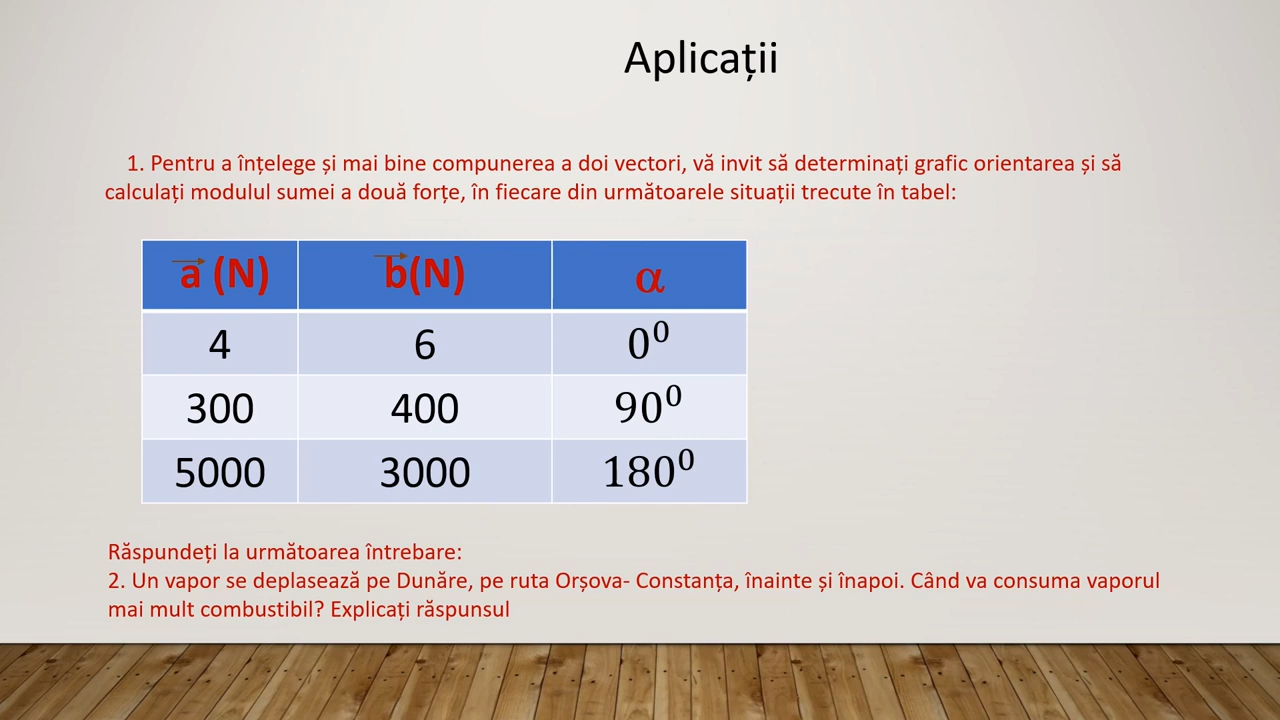 Aplicații
1. Pentru a înțelege și mai bine compunerea a doi vectori, vă invit să determinați grafic orientarea și să
calculați modulul sumei a două forțe, în fiecare din următoarele situații trecute în tabel:
a (N) b(N) α
4 6 0⁰
300 400 90⁰
5000 3000 180⁰
Răspundeți la următoarea întrebare:
2. Un vapor se deplasează pe Dunăre, pe ruta Orșova- Constanța, înainte și înapoi. Când va consuma vaporul
mai mult combustibil? Explicați răspunsul